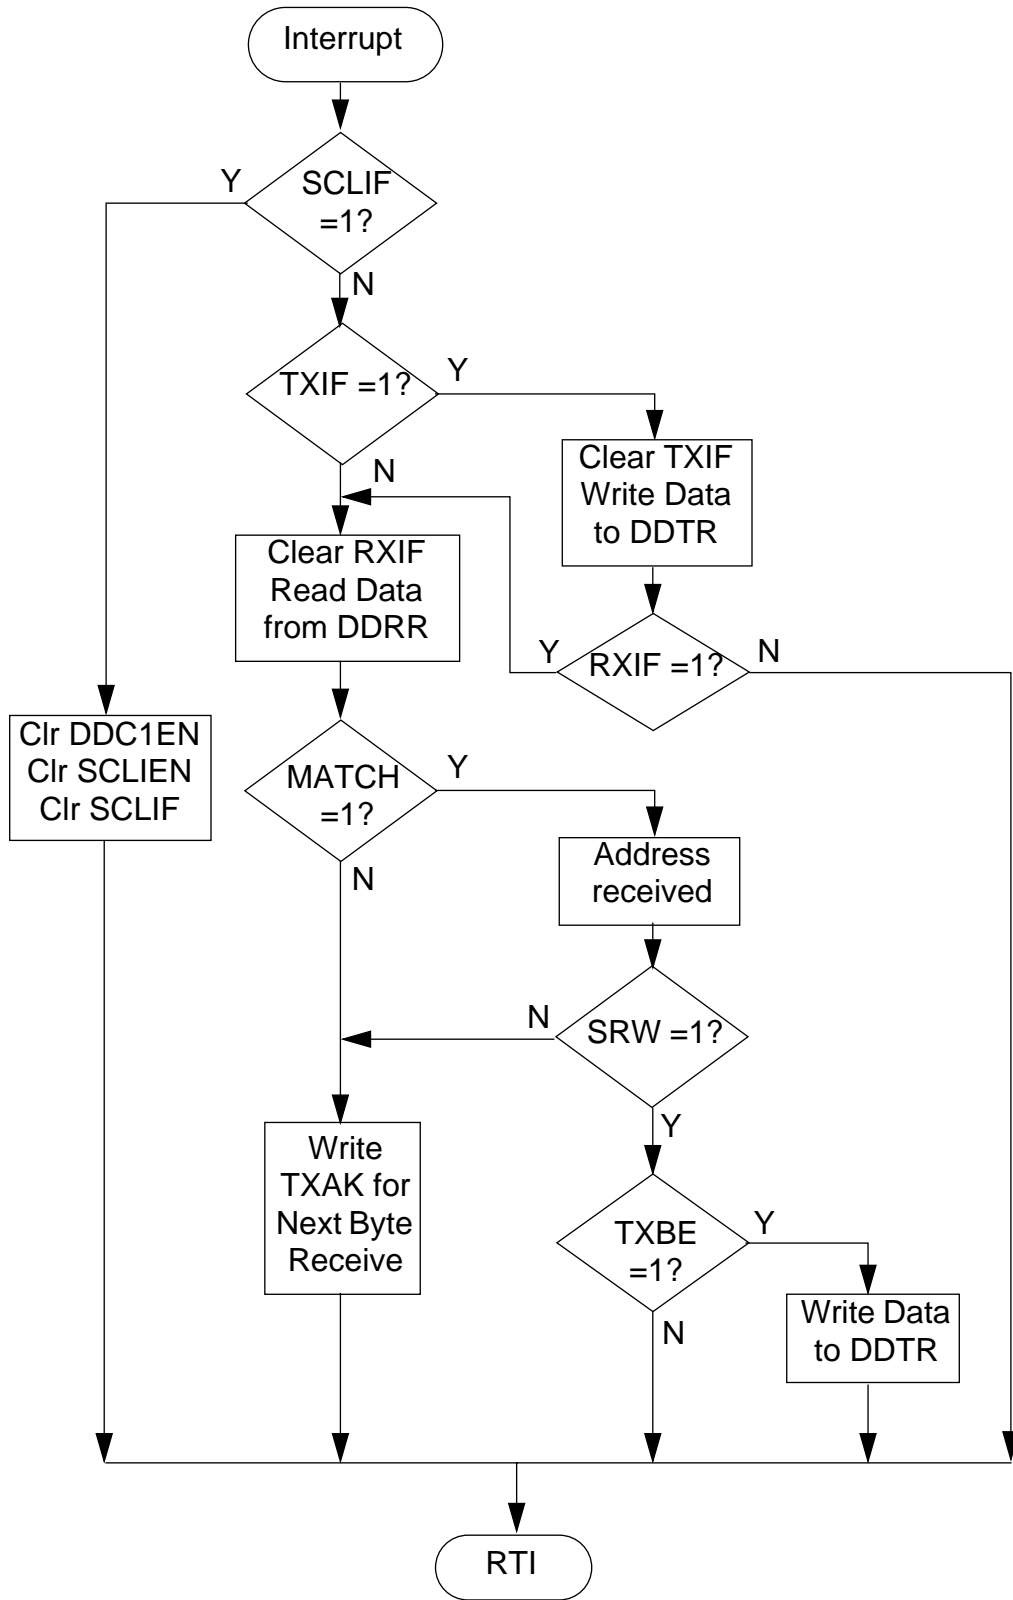 Interrupt
Y
SCLIF
=1?
N
TXIF =1?
Y
N
Clear TXIF
Write Data
to DDTR
Clear RXIF
Read Data
from DDRR
Y
RXIF =1?
N
Clr DDC1EN
Clr SCLIEN
Clr SCLIF
MATCH
=1?
Y
N
Address
received
N
SRW =1?
Y
Write
TXAK for
Next Byte
Receive
TXBE
=1?
Y
N
Write Data
to DDTR
RTI